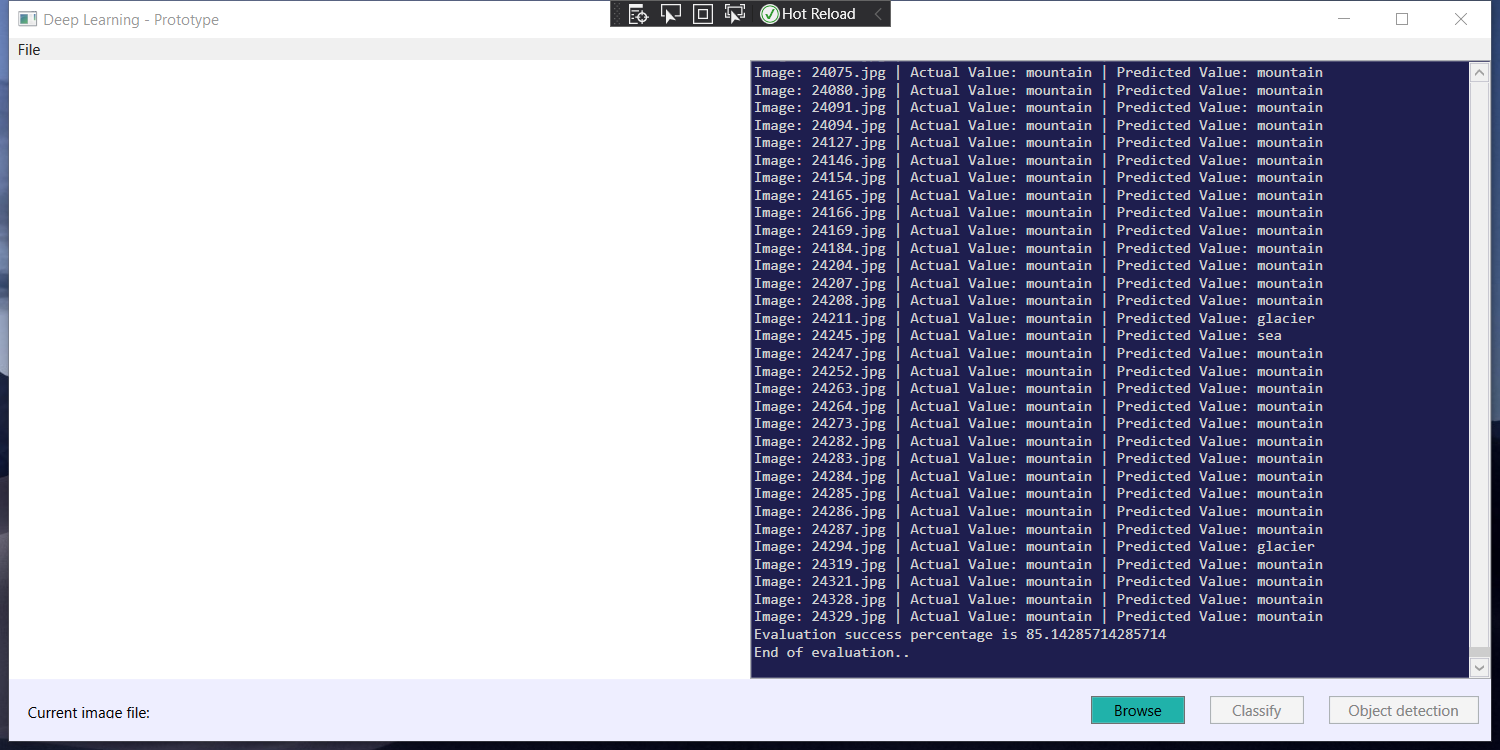 Deep Learning - Prototype
Hot Reload
File
Image: 24075.jpg | Actual Value: mountain | Predicted Value: mountain
Image: 24080.jpg | Actual Value: mountain | Predicted Value: mountain
Image: 24091.jpg | Actual Value: mountain | Predicted Value: mountain
Image: 24094.jpg | Actual Value: mountain | Predicted Value: mountain
Image: 24127.jpg | Actual Value: mountain | Predicted Value: mountain
Image: 24146.jpg | Actual Value: mountain | Predicted Value: mountain
Image: 24154.jpg | Actual Value: mountain | Predicted Value: mountain
Image: 24165.jpg | Actual Value: mountain | Predicted Value: mountain
Image: 24166.jpg | Actual Value: mountain | Predicted Value: mountain
Image: 24169.jpg | Actual Value: mountain | Predicted Value: mountain
Image: 24184.jpg | Actual Value: mountain | Predicted Value: mountain
Image: 24204.jpg | Actual Value: mountain | Predicted Value: mountain
Image: 24207.jpg | Actual Value: mountain | Predicted Value: mountain
Image: 24208.jpg | Actual Value: mountain | Predicted Value: mountain
Image: 24211.jpg | Actual Value: mountain | Predicted Value: glacier
Image: 24245.jpg | Actual Value: mountain | Predicted Value: sea
Image: 24247.jpg | Actual Value: mountain | Predicted Value: mountain
Image: 24252.jpg | Actual Value: mountain | Predicted Value: mountain
Image: 24263.jpg | Actual Value: mountain | Predicted Value: mountain
Image: 24264.jpg | Actual Value: mountain | Predicted Value: mountain
Image: 24273.jpg | Actual Value: mountain | Predicted Value: mountain
Image: 24282.jpg | Actual Value: mountain | Predicted Value: mountain
Image: 24283.jpg | Actual Value: mountain | Predicted Value: mountain
Image: 24284.jpg | Actual Value: mountain | Predicted Value: mountain
Image: 24285.jpg | Actual Value: mountain | Predicted Value: mountain
Image: 24286.jpg | Actual Value: mountain | Predicted Value: mountain
Image: 24287.jpg | Actual Value: mountain | Predicted Value: mountain
Image: 24294.jpg | Actual Value: mountain | Predicted Value: glacier
Image: 24319.jpg | Actual Value: mountain | Predicted Value: mountain
Image: 24321.jpg | Actual Value: mountain | Predicted Value: mountain
Image: 24328.jpg | Actual Value: mountain | Predicted Value: mountain
Image: 24329.jpg | Actual Value: mountain | Predicted Value: mountain
Evaluation success percentage is 85.14285714285714
End of evaluation..
Current image file:
Browse
Classify
Object detection